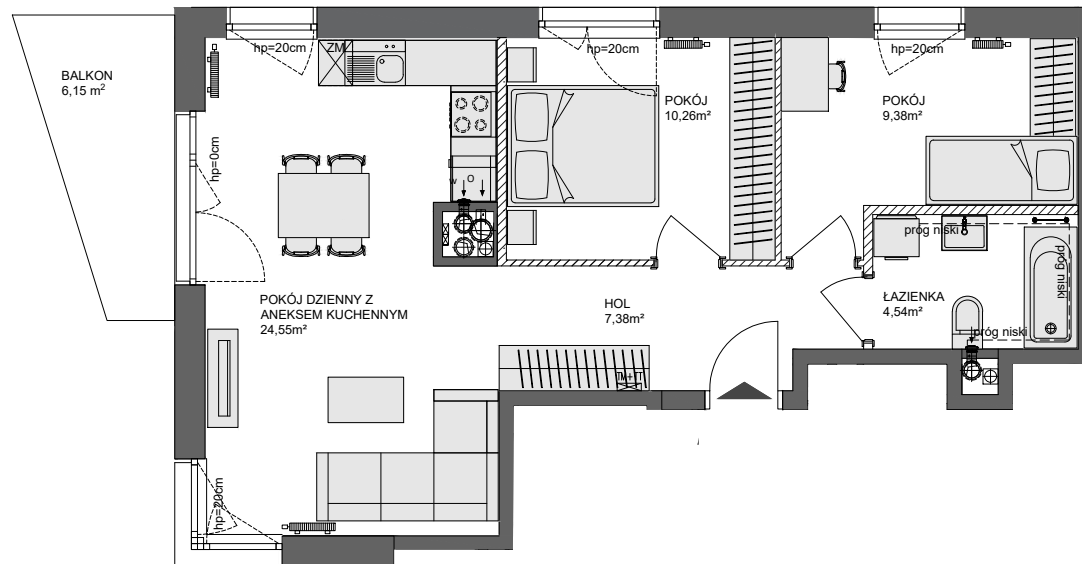 hp=20cm
ZM
hp=20cm
hp=20cm
BALKON
6,15 m²
POKÓJ
10,26m²
POKÓJ
9,38m²
hp=0cm
w
O
próg niski
próg niski
POKÓJ DZIENNY Z
ANEKSEM KUCHENNYM
24,55m²
HOL
7,38m²
ŁAZIENKA
4,54m²
próg niski
TM+TT
hp=20cm